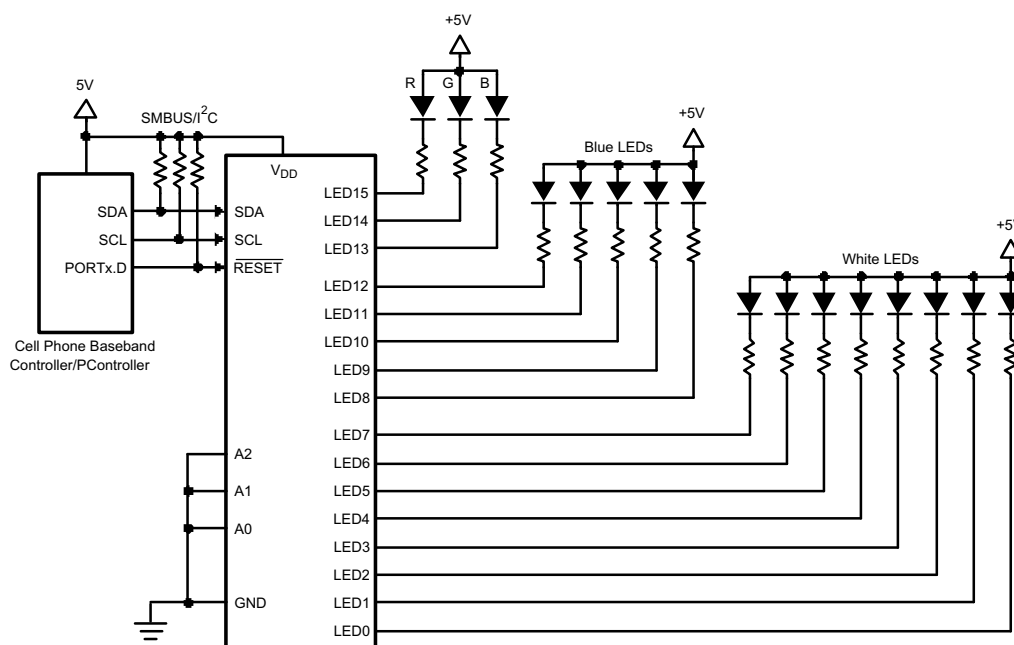 +5V
R
G
B
5V
SMBUS/I²C
+5V
Blue LEDs
VDD
LED15
LED14
LED13
SDA
SCL
PORTx.D
SDA
SCL
RESET
+5V
White LEDs
LED12
LED11
LED10
LED9
LED8
Cell Phone Baseband
Controller/PController
LED7
LED6
LED5
LED4
LED3
LED2
LED1
LED0
A2
A1
A0
GND